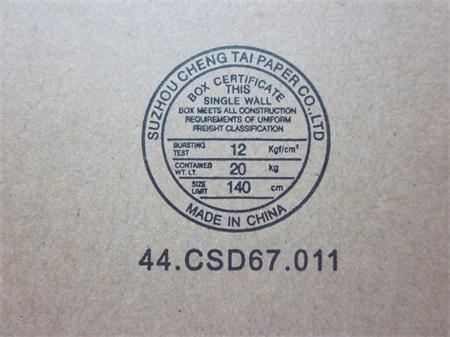 SUZHOU CHENG TAI PAPER CO.,LTD
BOX CERTIFICATE
THIS
SINGLE WALL
BOX MEETS ALL CONSTRUCTION
REQUIREMENTS OF UNIFORM
FREIGHT CLASSIFICATION
BURSTING TEST 12 Kgf/cm²
CONTAINED WT. LT. 20 kg
SIZE LIMIT 140 cm
MADE IN CHINA
44.CSD67.011